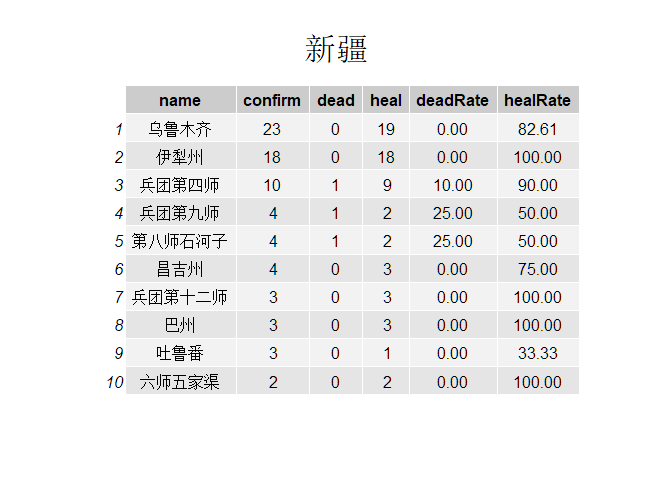 新疆
name confirm dead heal deadRate healRate
1 乌鲁木齐 23 0 19 0.00 82.61
2 伊犁州 18 0 18 0.00 100.00
3 兵团第四师 10 1 9 10.00 90.00
4 兵团第九师 4 1 2 25.00 50.00
5 第八师石河子 4 1 2 25.00 50.00
6 昌吉州 4 0 3 0.00 75.00
7 兵团第十二师 3 0 3 0.00 100.00
8 巴州 3 0 3 0.00 100.00
9 吐鲁番 3 0 1 0.00 33.33
10 六师五家渠 2 0 2 0.00 100.00